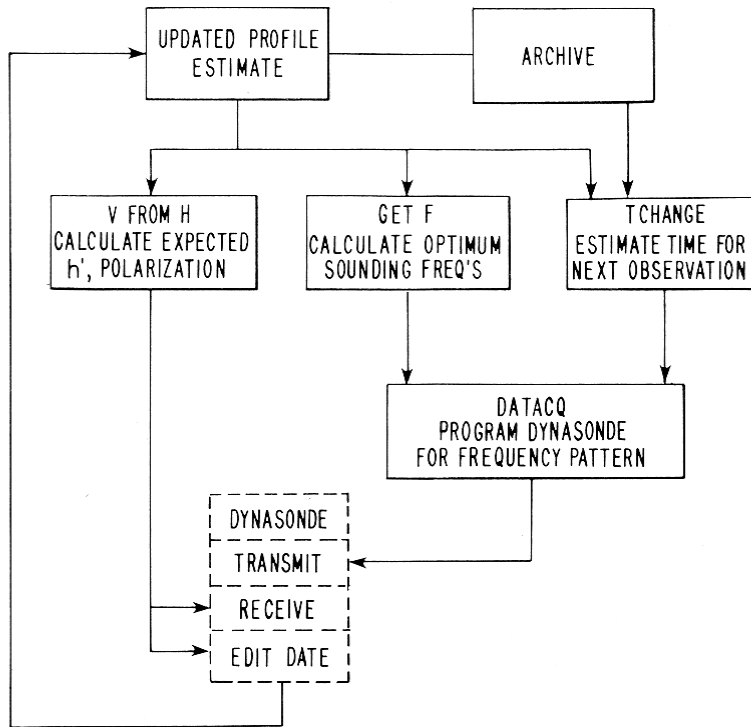 UPDATED PROFILE
ESTIMATE
ARCHIVE
V FROM H
CALCULATE EXPECTED
h', POLARIZATION
GET F
CALCULATE OPTIMUM
SOUNDING FREQ'S
TCHANGE
ESTIMATE TIME FOR
NEXT OBSERVATION
DATACQ
PROGRAM DYNASONDE
FOR FREQUENCY PATTERN
DYNASONDE
TRANSMIT
RECEIVE
EDIT DATE